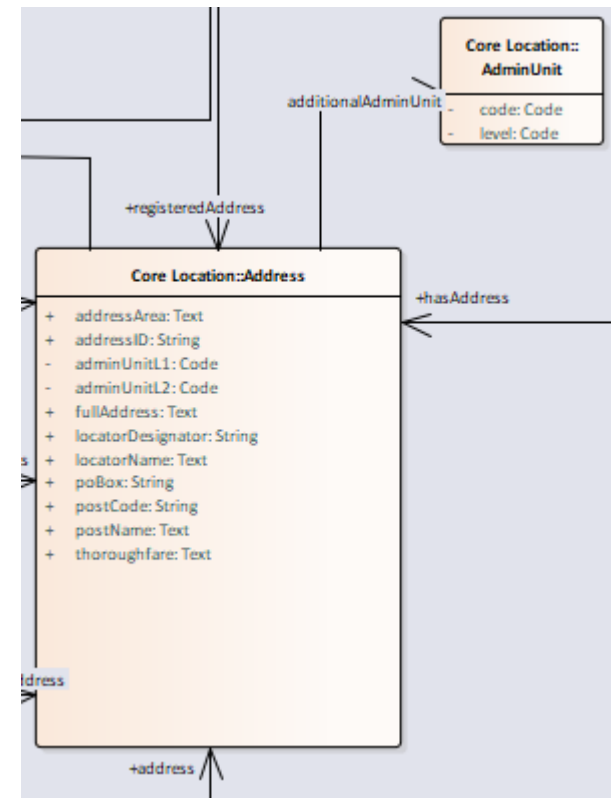 Core Location::
AdminUnit
additionalAdminUnit
- code: Code
- level: Code
+registeredAddress
Core Location::Address
+hasAddress
+ addressArea: Text
+ addressID: String
- adminUnitL1: Code
- adminUnitL2: Code
+ fullAddress: Text
+ locatorDesignator: String
s
+ locatorName: Text
+ poBox: String
+ postCode: String
+ postName: Text
+ thoroughfare: Text
ddress
+address